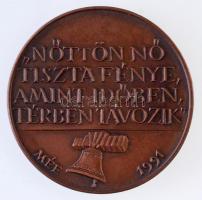 „NŐTTÖN NŐ
TISZTA FÉNYE,
AMINT IDŐBEN,
TÉRBEN TÁVOZIK"
MÉE 1991